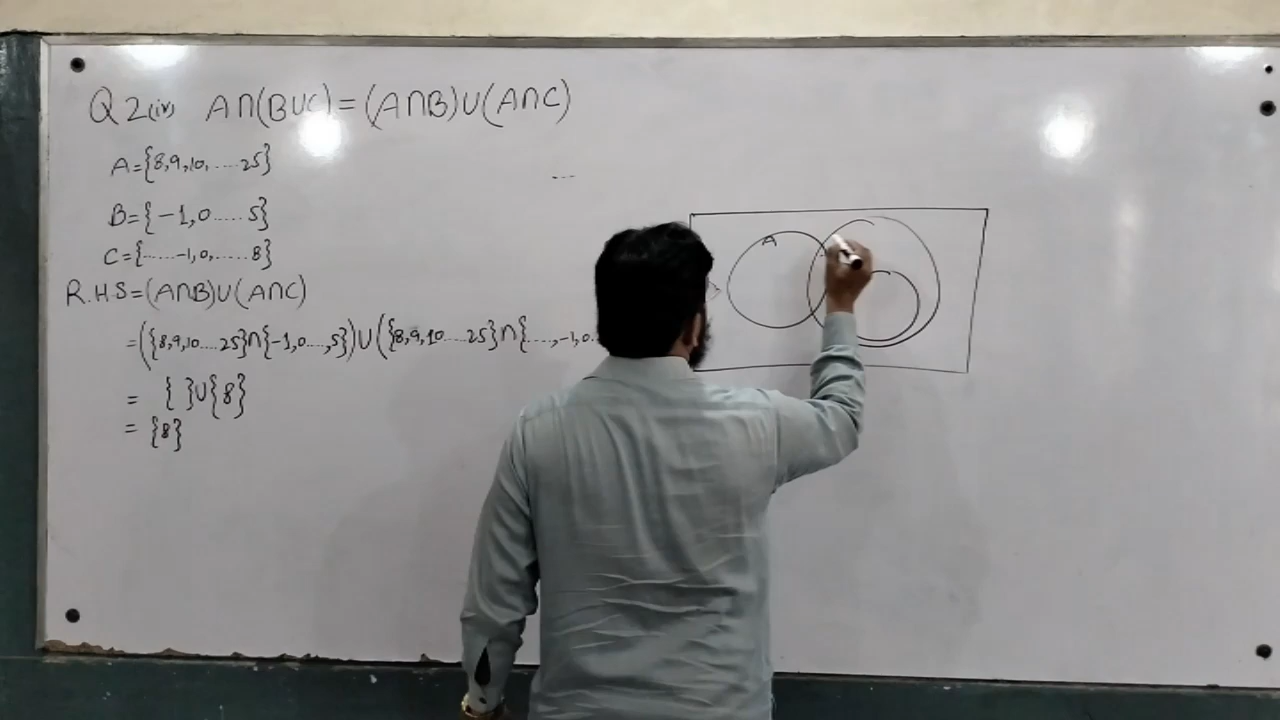 Q 2(iv) A∩(B∪C)=(A∩B)∪(A∩C)
A={8,9,10,....25}
B={-1,0.....5}
C={......-1,0,......8}
R.H.S=(A∩B)∪(A∩C)
=({8,9,10....25}∩{-1,0....,5})∪({8,9,10....25}∩{....,-1,0.
= { }∪{8}
= {8}
A